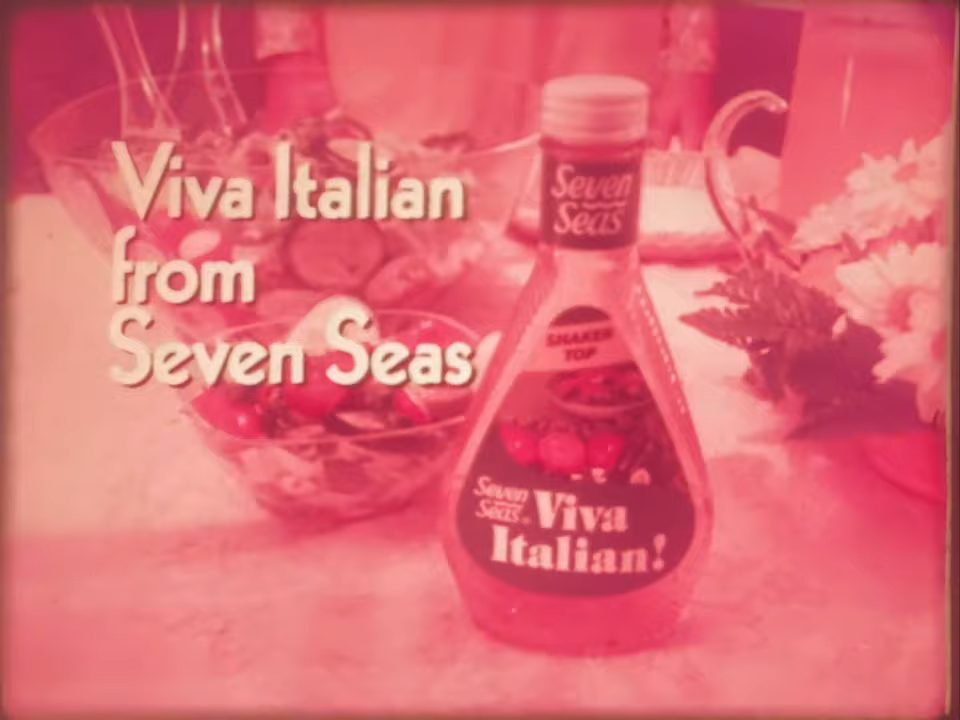 Viva Italian
from
Seven Seas
Seven
Seas
SHAKER
TOP
Seven
Seas®
Viva
Italian!